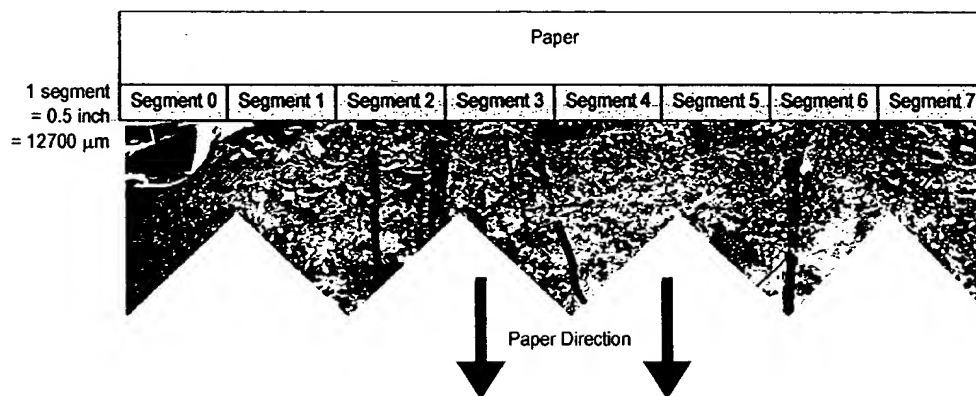 Paper
1 segment
= 0.5 inch
= 12700 μm
Segment 0 Segment 1 Segment 2 Segment 3 Segment 4 Segment 5 Segment 6 Segment 7
Paper Direction